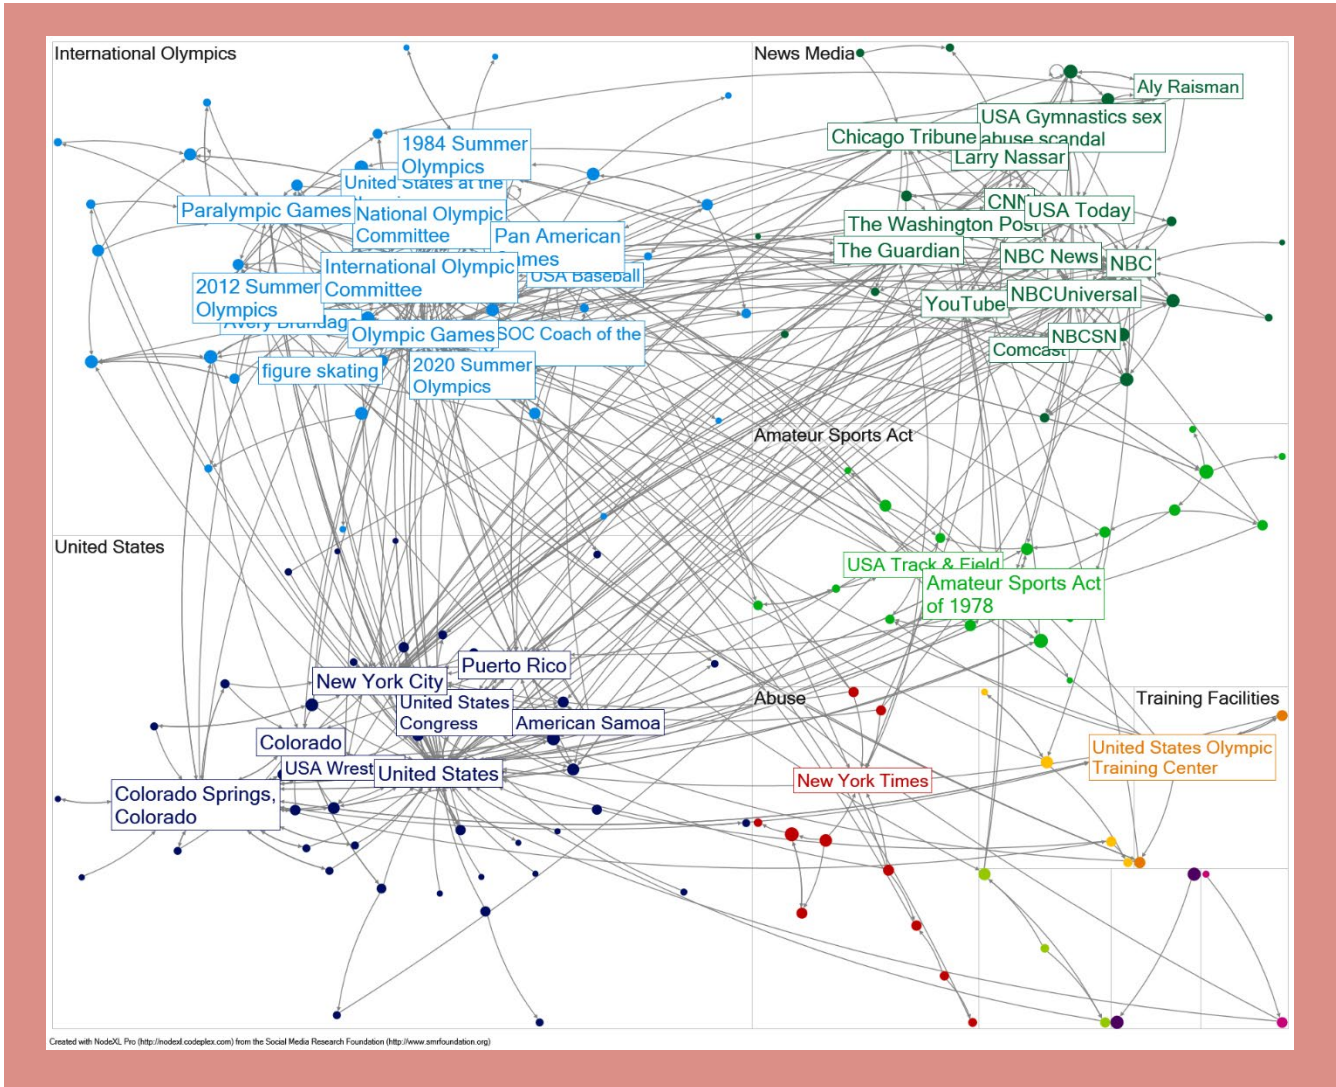 International Olympics
1984 Summer
Olympics
United States at the
Paralympic Games
National Olympic
Committee
Pan American
Games
International Olympic
Committee
USA Baseball
2012 Summer
Olympics
Avery Brundage
Olympic Games
SOC Coach of the
figure skating
2020 Summer
Olympics
News Media
Aly Raisman
USA Gymnastics sex
abuse scandal
Chicago Tribune
Larry Nassar
CNN
USA Today
The Washington Post
The Guardian
NBC News
NBC
YouTube
NBCUniversal
NBCSN
Comcast
Amateur Sports Act
USA Track & Field
Amateur Sports Act
of 1978
United States
Puerto Rico
New York City
United States
Congress
American Samoa
Colorado
USA Wrest
United States
Colorado Springs,
Colorado
Abuse
New York Times
Training Facilities
United States Olympic
Training Center
Created with NodeXL Pro (http://nodexl.codeplex.com) from the Social Media Research Foundation (http://www.smrfoundation.org)